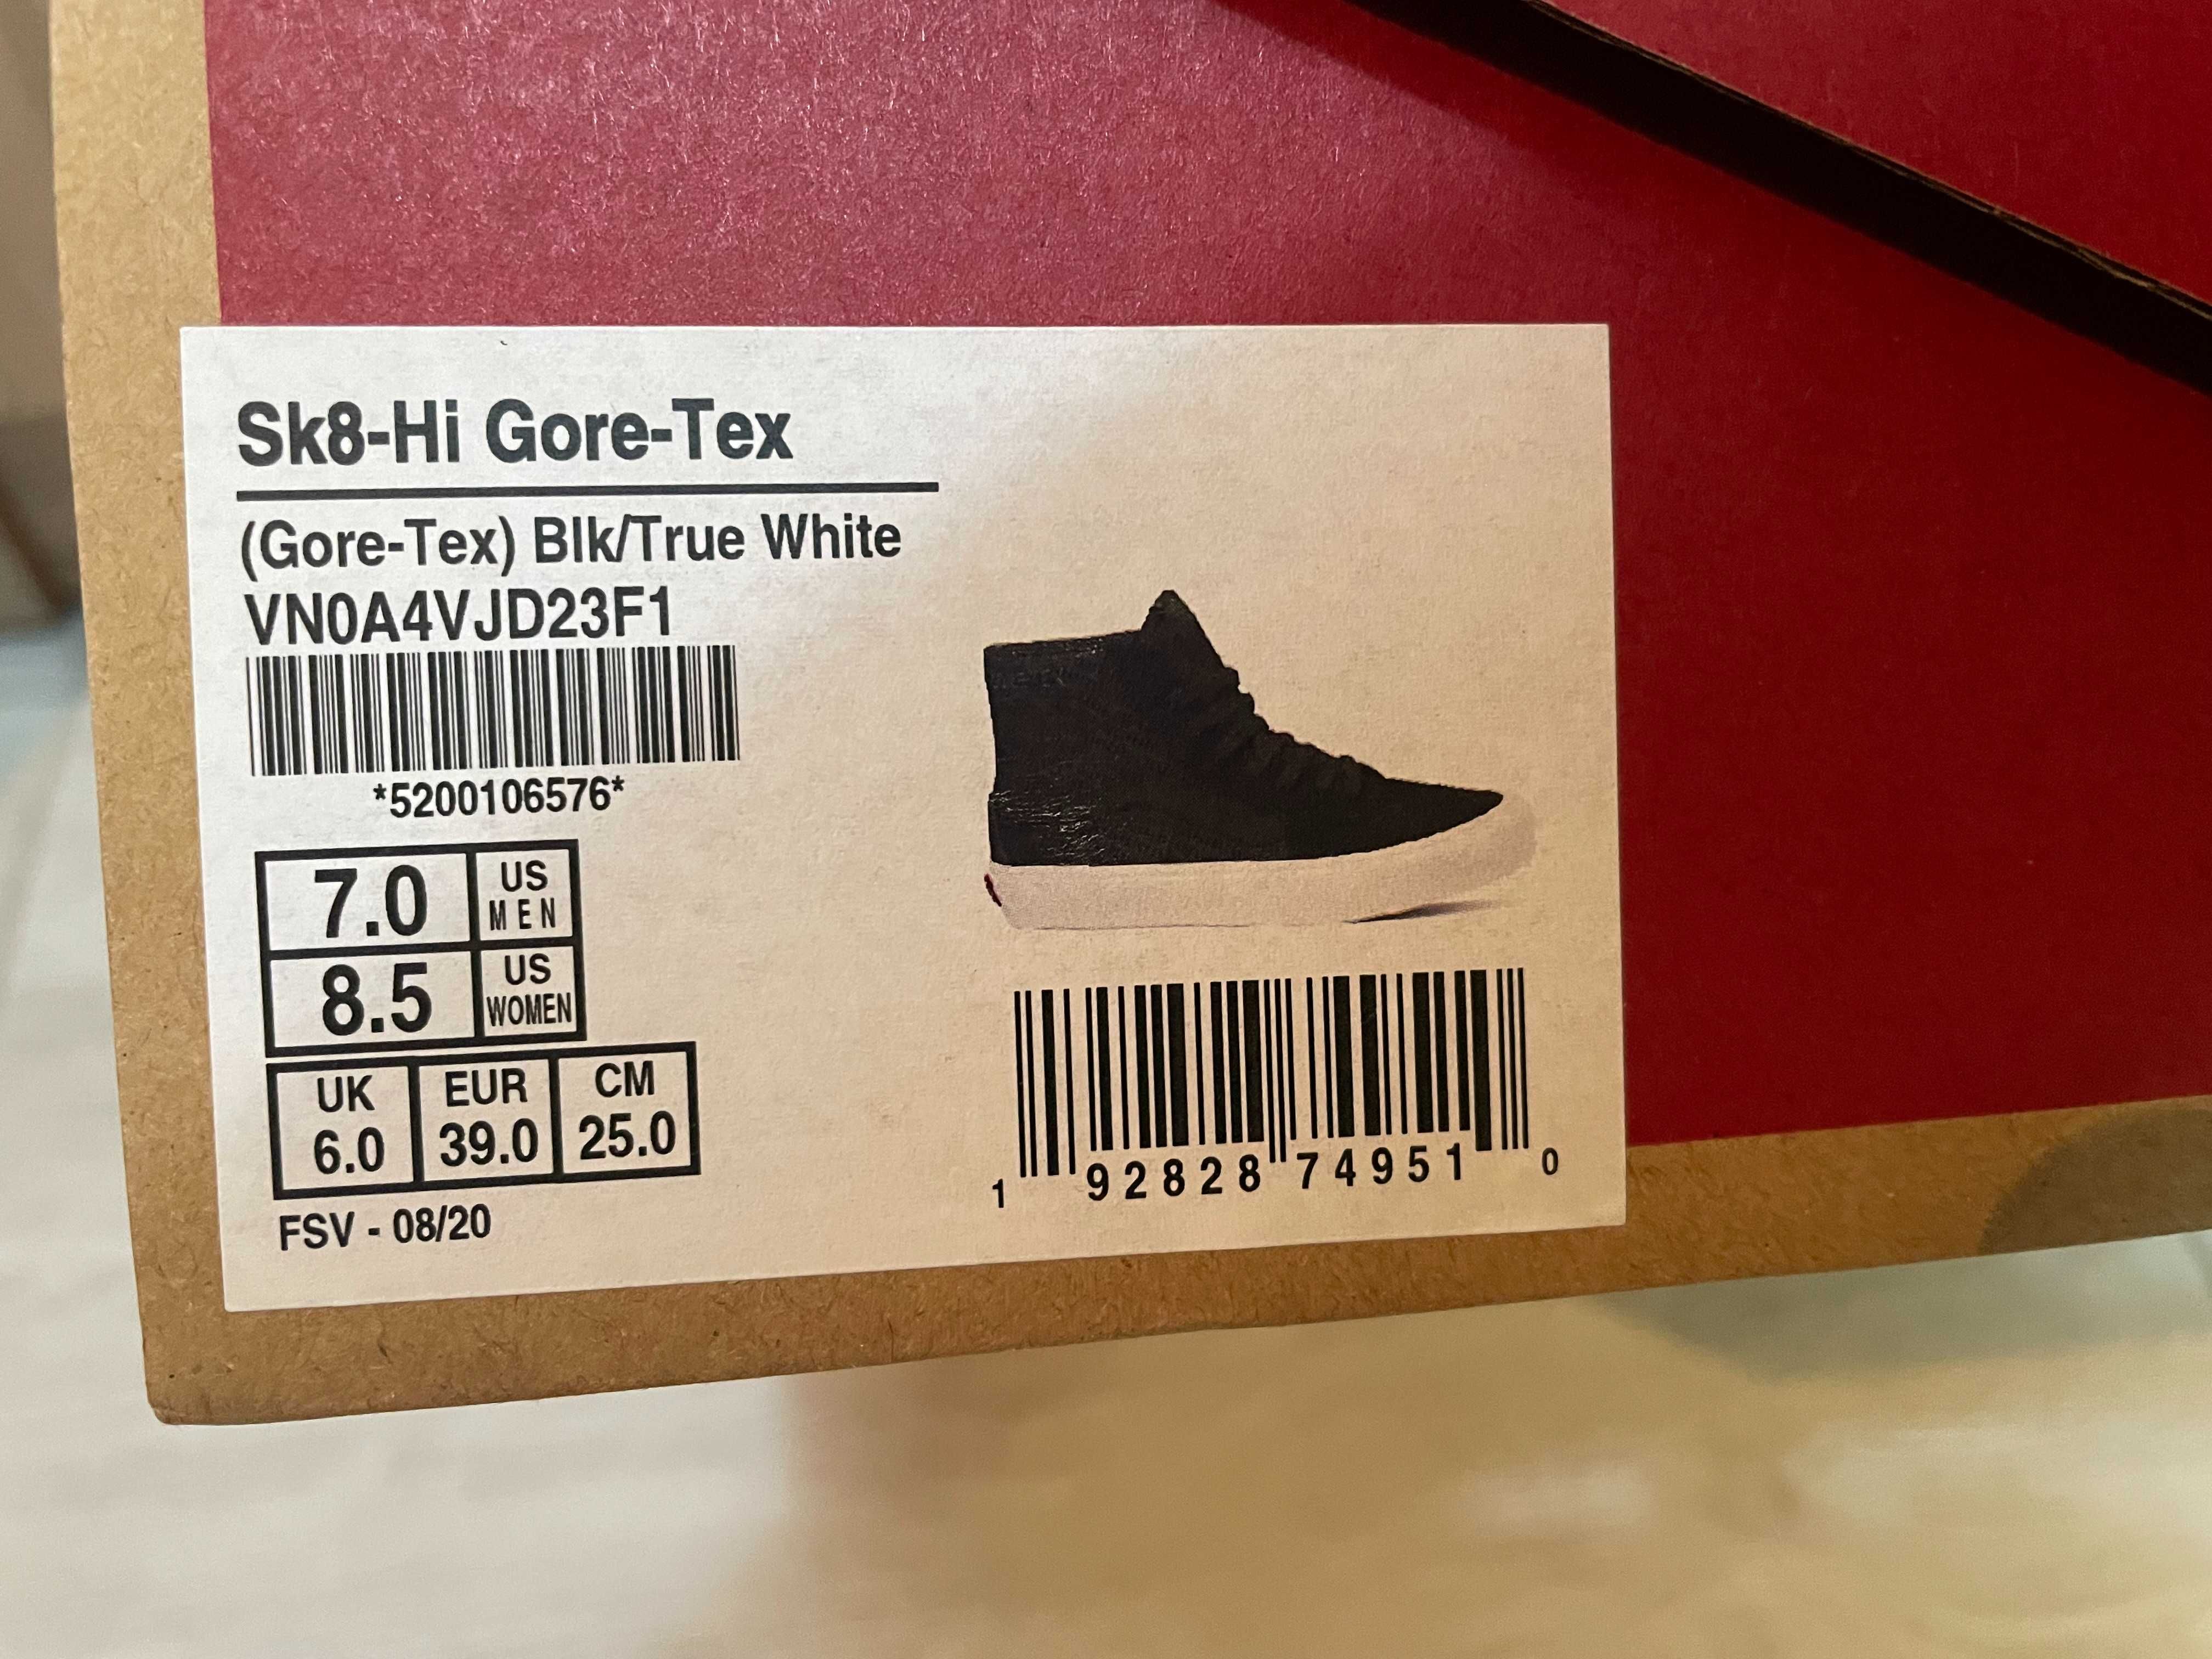 Sk8-Hi Gore-Tex
(Gore-Tex) Blk/True White
VN0A4VJD23F1
*5200106576*
7.0 US MEN
8.5 US WOMEN
UK EUR CM
6.0 39.0 25.0
FSV - 08/20
1 92828 74951 0